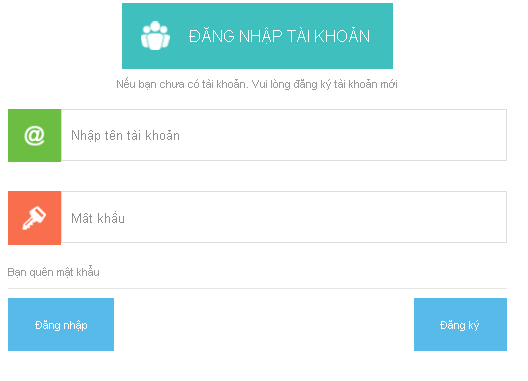 ĐĂNG NHẬP TÀI KHOẢN
Nếu bạn chưa có tài khoản. Vui lòng đăng ký tài khoản mới
@
Nhập tên tài khoản
Mât khẩu
Bạn quên mật khẩu
Đăng nhập
Đăng ký